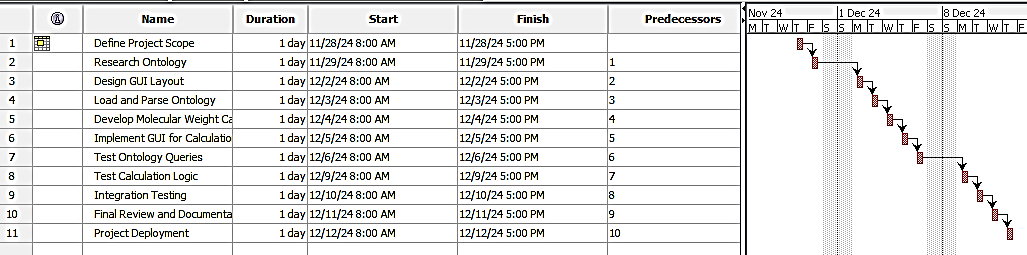 Name Duration Start Finish Predecessors
Nov 24 1 Dec 24 8 Dec 24
M T W T F S S M T W T F S S M T W T F
1 Define Project Scope 1 day 11/28/24 8:00 AM 11/28/24 5:00 PM
2 Research Ontology 1 day 11/29/24 8:00 AM 11/29/24 5:00 PM 1
3 Design GUI Layout 1 day 12/2/24 8:00 AM 12/2/24 5:00 PM 2
4 Load and Parse Ontology 1 day 12/3/24 8:00 AM 12/3/24 5:00 PM 3
5 Develop Molecular Weight Ca 1 day 12/4/24 8:00 AM 12/4/24 5:00 PM 4
6 Implement GUI for Calculatio 1 day 12/5/24 8:00 AM 12/5/24 5:00 PM 5
7 Test Ontology Queries 1 day 12/6/24 8:00 AM 12/6/24 5:00 PM 6
8 Test Calculation Logic 1 day 12/9/24 8:00 AM 12/9/24 5:00 PM 7
9 Integration Testing 1 day 12/10/24 8:00 AM 12/10/24 5:00 PM 8
10 Final Review and Documenta 1 day 12/11/24 8:00 AM 12/11/24 5:00 PM 9
11 Project Deployment 1 day 12/12/24 8:00 AM 12/12/24 5:00 PM 10